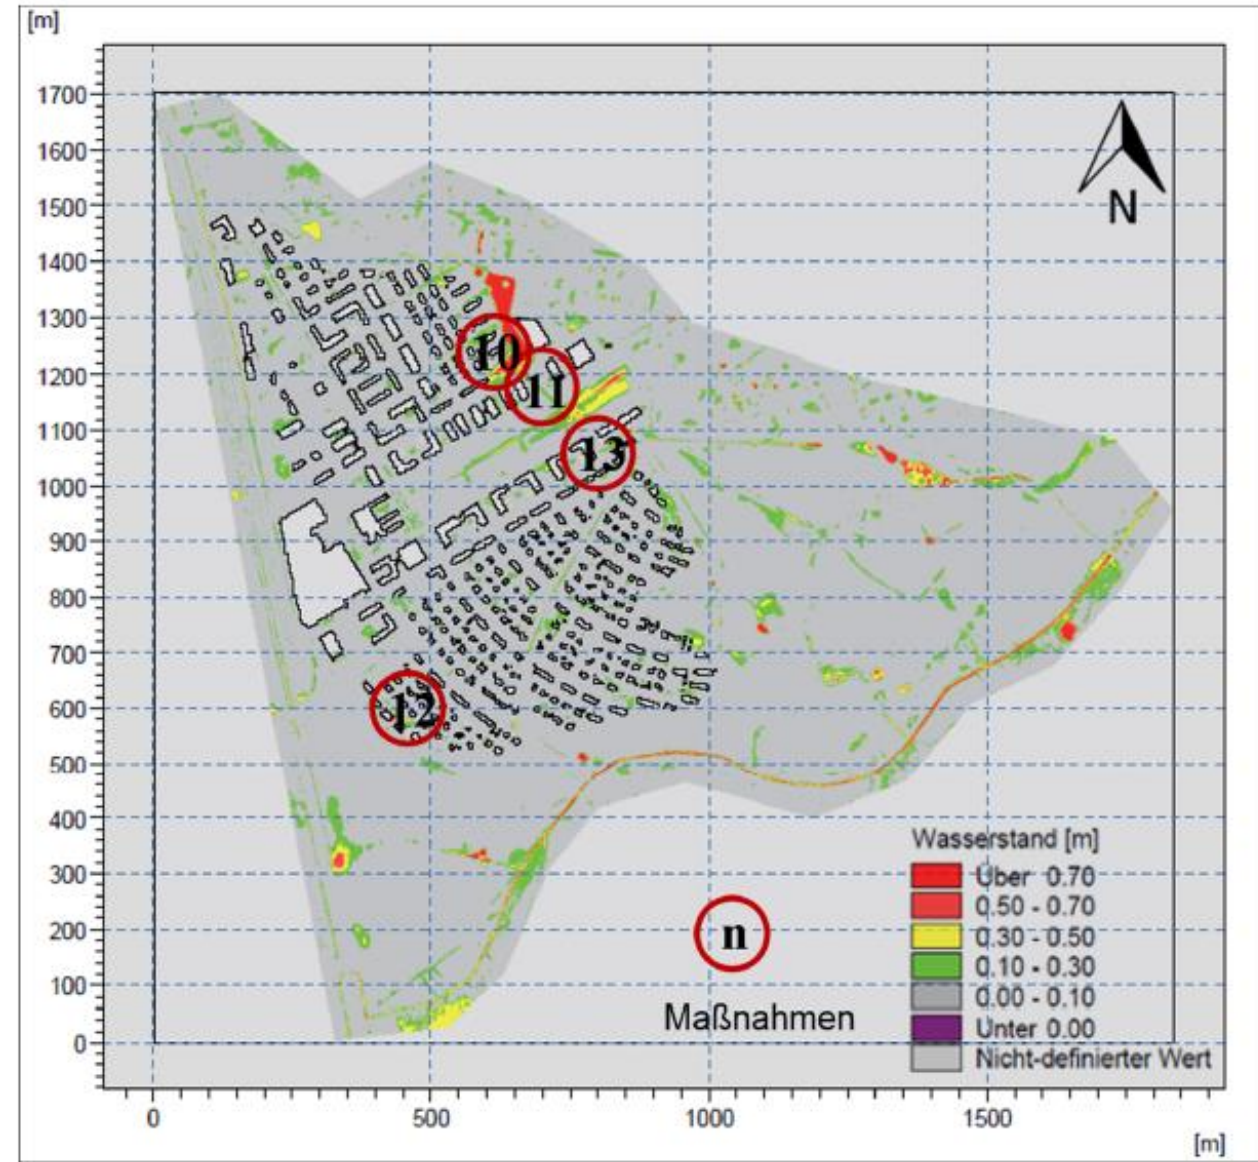 [m]
1700
1600
1500
N
1400
1300
10
1200
11
1100
13
1000
900
800
700
12
600
500
400
Wasserstand [m]
300
Über 0.70
0.50 - 0.70
200
n
0.30 - 0.50
0.10 - 0.30
100
0.00 - 0.10
Maßnahmen
Unter 0.00
0
Nicht-definierter Wert
0 500 1000 1500
[m]